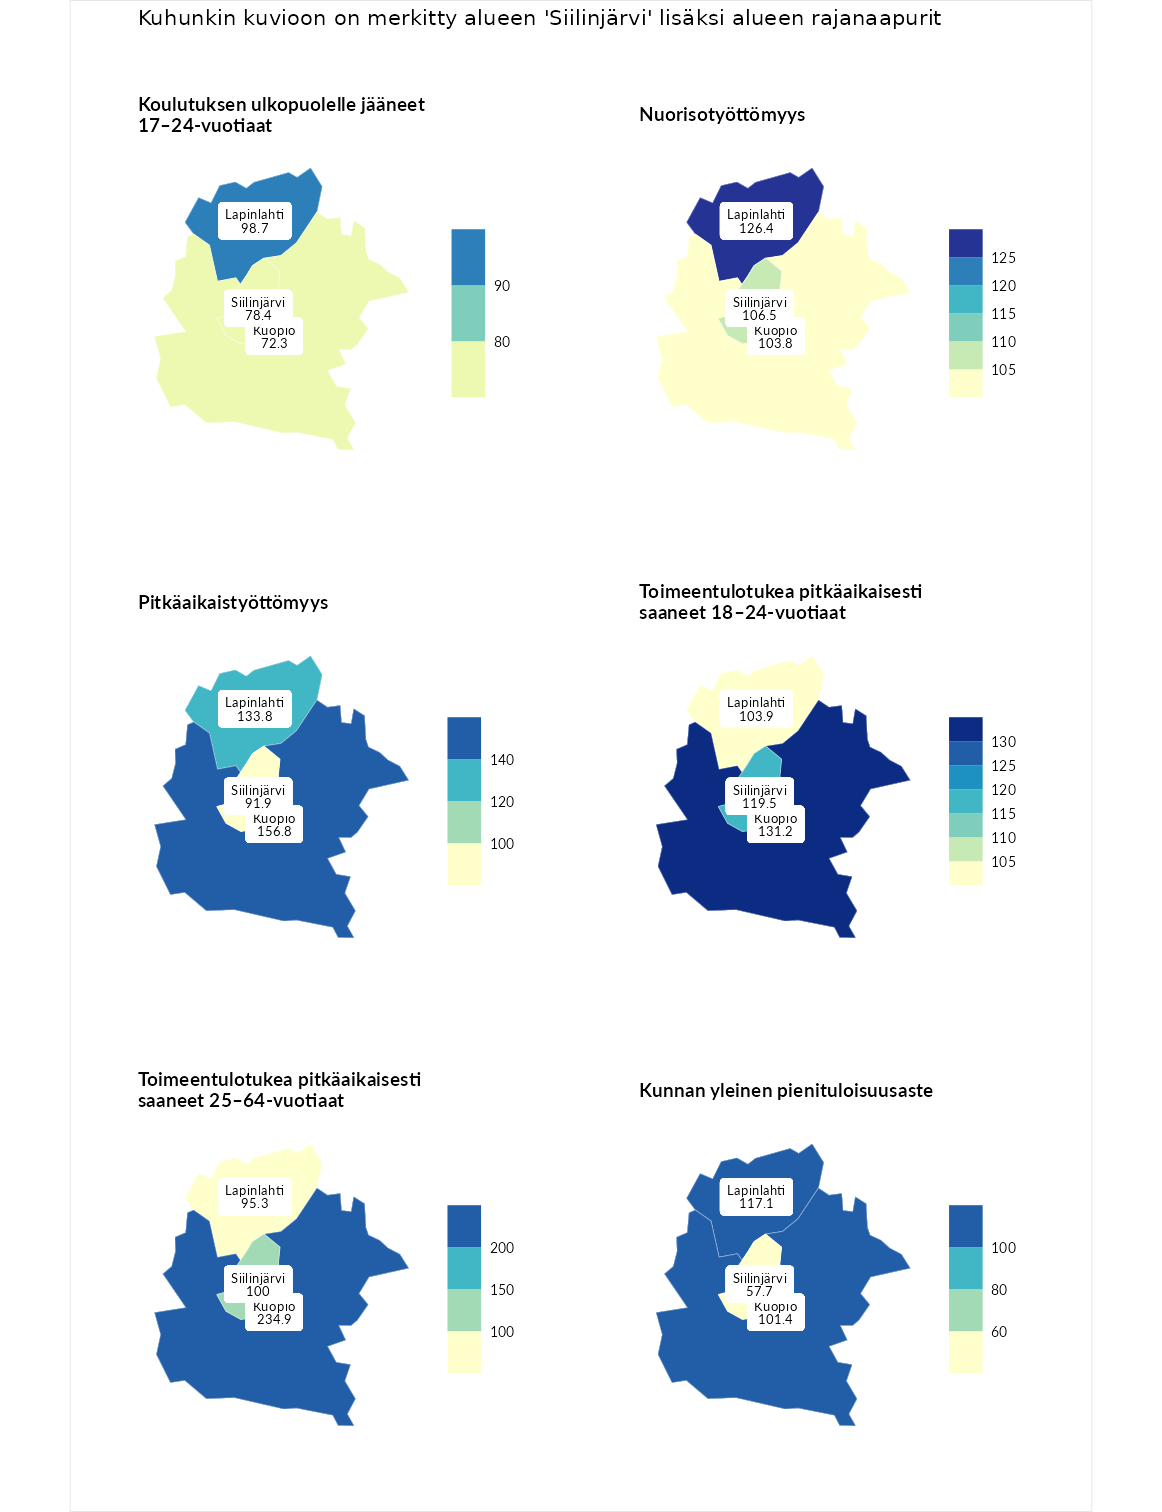 Kuhunkin kuvioon on merkitty alueen 'Siilinjärvi' lisäksi alueen rajanaapurit
Koulutuksen ulkopuolelle jääneet
17–24-vuotiaat
Lapinlahti
98.7
Siilinjärvi
78.4
Kuopio
72.3
90
80
Nuorisotyöttömyys
Lapinlahti
126.4
Siilinjärvi
106.5
Kuopio
103.8
125
120
115
110
105
Pitkäaikaistyöttömyys
Lapinlahti
133.8
Siilinjärvi
91.9
Kuopio
156.8
140
120
100
Toimeentulotukea pitkäaikaisesti
saaneet 18–24-vuotiaat
Lapinlahti
103.9
Siilinjärvi
119.5
Kuopio
131.2
130
125
120
115
110
105
Toimeentulotukea pitkäaikaisesti
saaneet 25–64-vuotiaat
Lapinlahti
95.3
Siilinjärvi
100
Kuopio
234.9
200
150
100
Kunnan yleinen pienituloisuusaste
Lapinlahti
117.1
Siilinjärvi
57.7
Kuopio
101.4
100
80
60